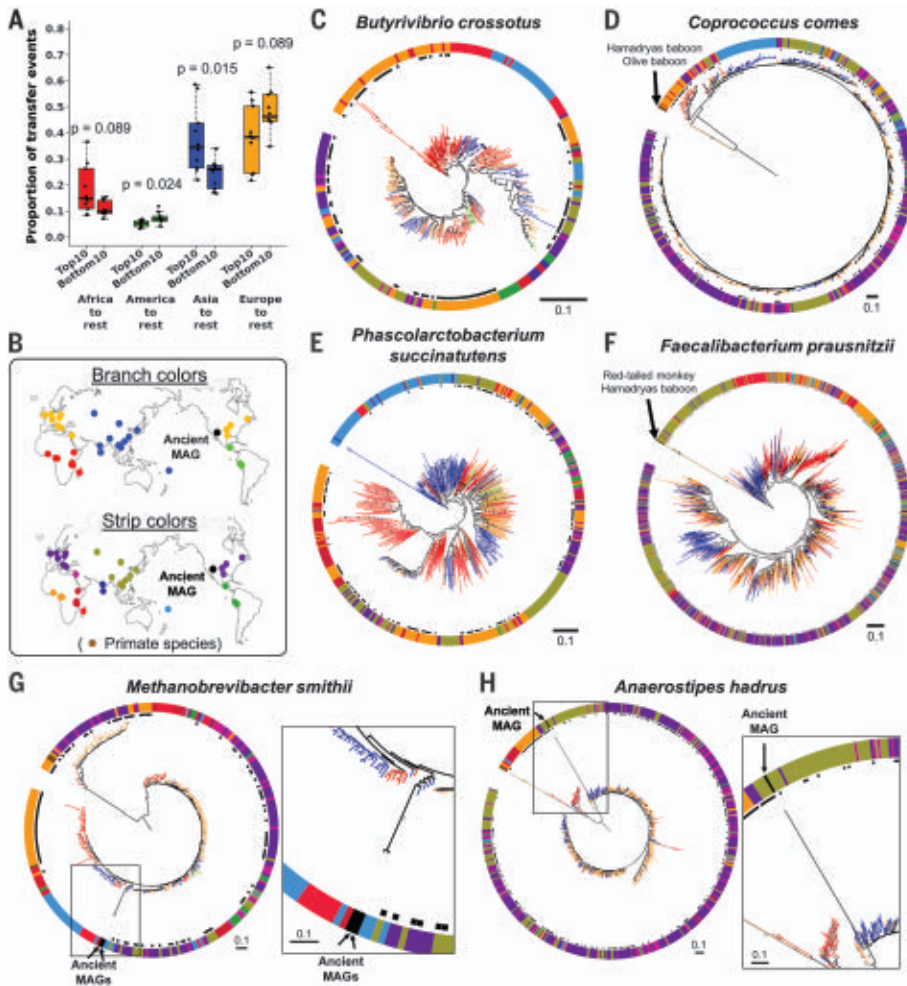 A
Proportion of transfer events
0.8
0.7
0.6
0.5
0.4
0.3
0.2
0.1
0.0
p = 0.089
p = 0.024
p = 0.015
p = 0.089
Top10
Bottom10
Top10
Bottom10
Top10
Bottom10
Top10
Bottom10
Africa to rest
America to rest
Asia to rest
Europe to rest
B
Branch colors
Ancient
MAG
Strip colors
Ancient
MAG
( Primate species)
C
Butyrivibrio crossotus
0.1
D
Coprococcus comes
Hamadryas baboon
Olive baboon
0.1
E
Phascolarctobacterium
succinatutens
0.1
F
Faecalibacterium prausnitzii
Red-tailed monkey
Hamadryas baboon
0.1
G
Methanobrevibacter smithii
Ancient
MAGs
0.1
0.1
Ancient
MAGs
H
Anaerostipes hadrus
Ancient
MAG
0.1
Ancient
MAG
0.1